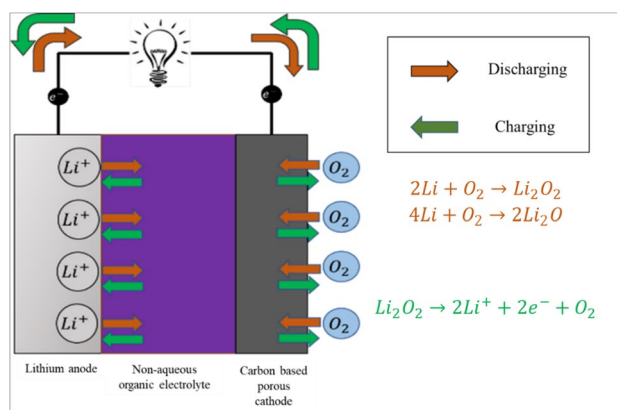 e⁻
e⁻
Discharging
Charging
Li⁺
O₂
Li⁺
O₂
Li⁺
O₂
Li⁺
O₂
2Li + O₂ → Li₂O₂
4Li + O₂ → 2Li₂O
Li₂O₂ → 2Li⁺ + 2e⁻ + O₂
Lithium anode
Non-aqueous
organic electrolyte
Carbon based
porous
cathode